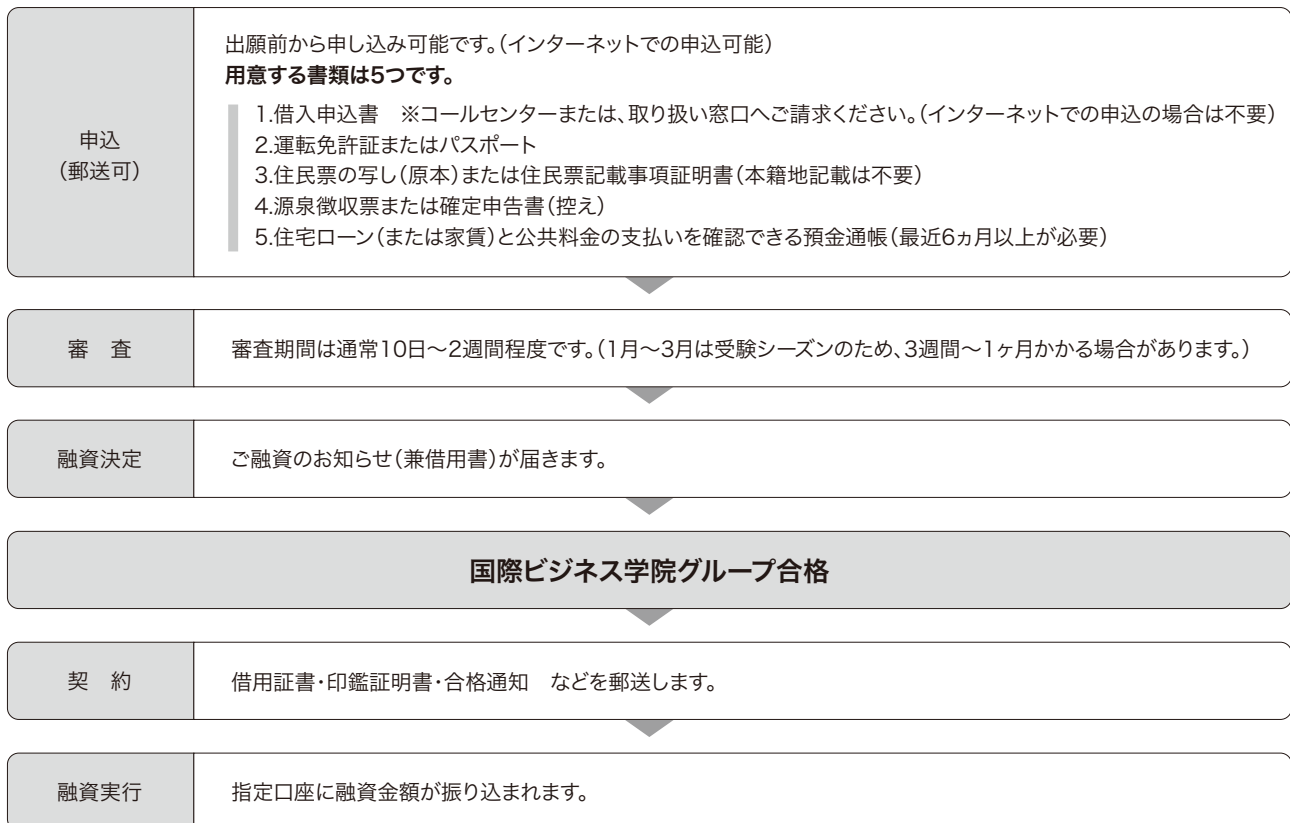 申込
（郵送可）
出願前から申し込み可能です。（インターネットでの申込可能）
用意する書類は5つです。
1.借入申込書　※コールセンターまたは、取り扱い窓口へご請求ください。（インターネットでの申込の場合は不要）
2.運転免許証またはパスポート
3.住民票の写し（原本）または住民票記載事項証明書（本籍地記載は不要）
4.源泉徴収票または確定申告書（控え）
5.住宅ローン（または家賃）と公共料金の支払いを確認できる預金通帳（最近6ヵ月以上が必要）
審　査
審査期間は通常10日～2週間程度です。（1月～3月は受験シーズンのため、3週間～1ヶ月かかる場合があります。）
融資決定
ご融資のお知らせ（兼借用書）が届きます。
国際ビジネス学院グループ合格
契　約
借用証書・印鑑証明書・合格通知　などを郵送します。
融資実行
指定口座に融資金額が振り込まれます。